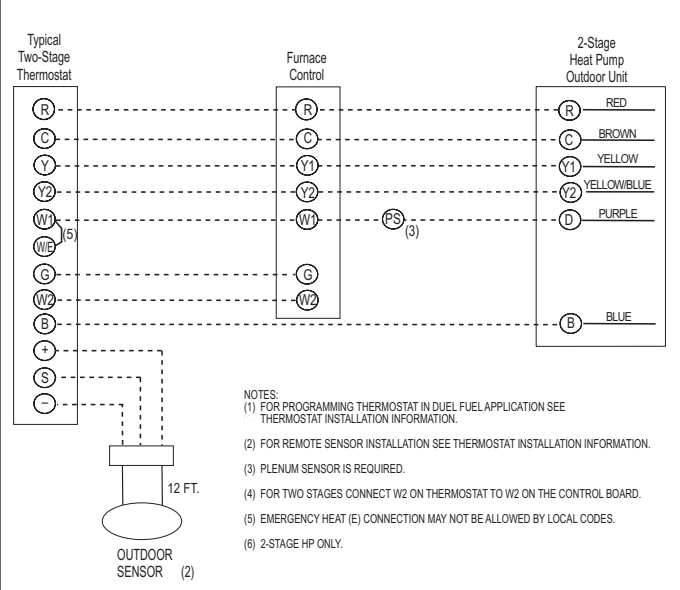 Typical
Two-Stage
Thermostat
Furnace
Control
2-Stage
Heat Pump
Outdoor Unit
R R R RED
C C C BROWN
Y Y1 Y1 YELLOW
Y2 Y2 Y2 YELLOW/BLUE
W1 W1 PS D PURPLE
(3)
(5)
W/E
G G
W2 W2
B B BLUE
+
S
–
12 FT.
OUTDOOR
SENSOR (2)
NOTES:
(1) FOR PROGRAMMING THERMOSTAT IN DUEL FUEL APPLICATION SEE
THERMOSTAT INSTALLATION INFORMATION.
(2) FOR REMOTE SENSOR INSTALLATION SEE THERMOSTAT INSTALLATION INFORMATION.
(3) PLENUM SENSOR IS REQUIRED.
(4) FOR TWO STAGES CONNECT W2 ON THERMOSTAT TO W2 ON THE CONTROL BOARD.
(5) EMERGENCY HEAT (E) CONNECTION MAY NOT BE ALLOWED BY LOCAL CODES.
(6) 2-STAGE HP ONLY.